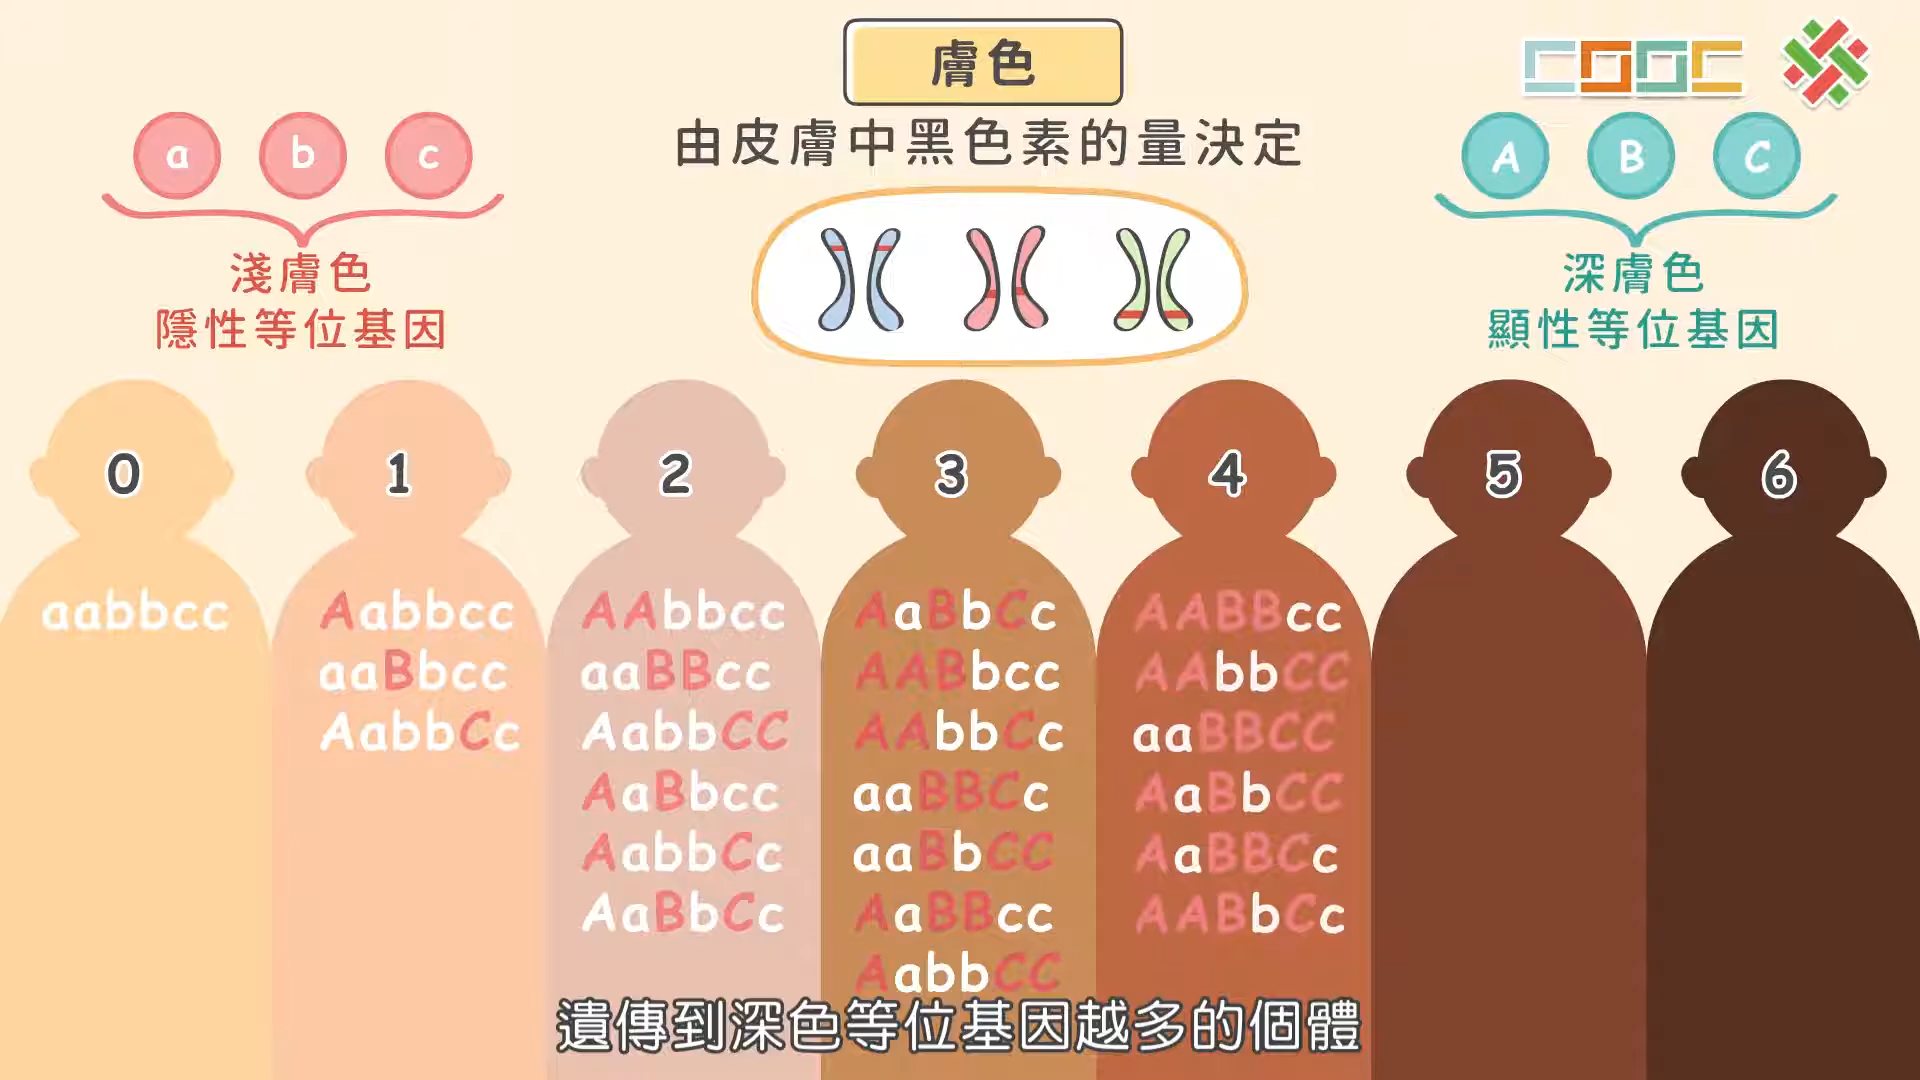 膚色
COOC
由皮膚中黑色素的量決定
a b c
淺膚色
隱性等位基因
A B C
深膚色
顯性等位基因
0
aabbcc
1
Aabbcc
aaBbcc
AabbCc
2
AAbbcc
aaBBcc
AabbCC
AaBbcc
AabbCc
AaBbCc
3
AaBbCc
AABbcc
AAbbCc
aaBBCc
aaBbCC
AaBBcc
AabbCC
4
AABBcc
AAbbCC
aaBBCC
AaBbCC
AaBBCc
AABbCc
5
6
遺傳到深色等位基因越多的個體